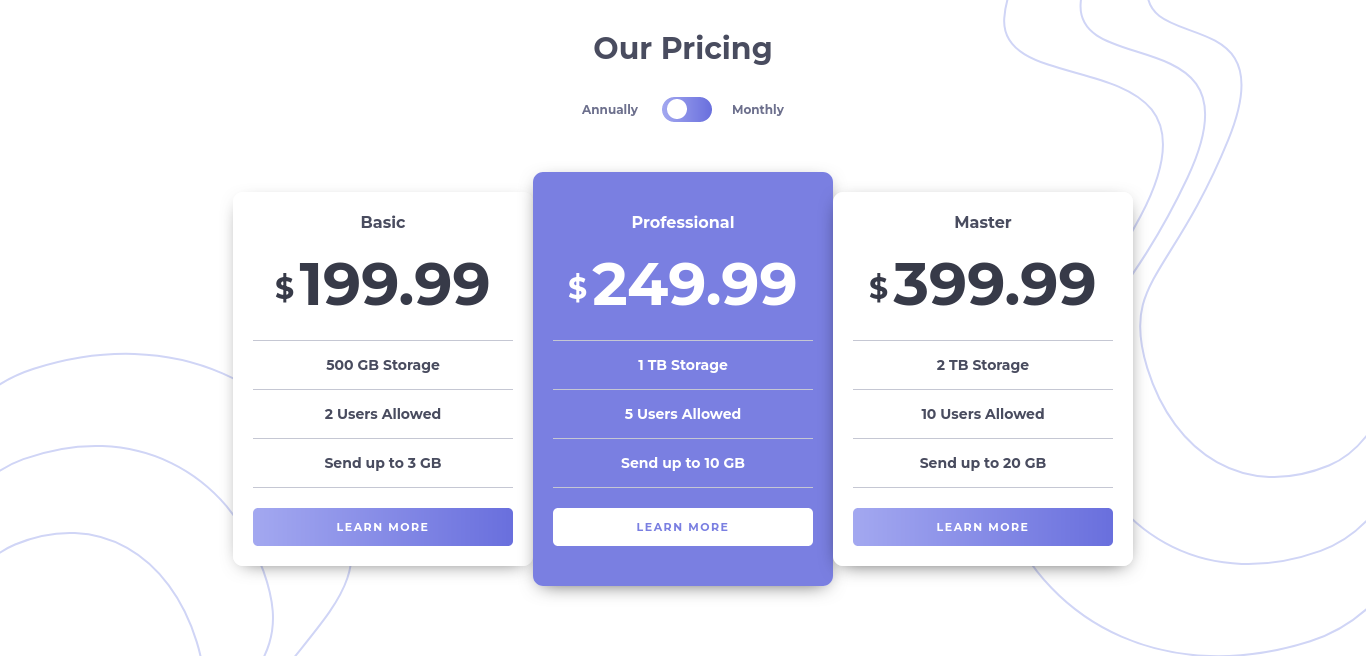 Our Pricing
Annually Monthly
Basic
$199.99
500 GB Storage
2 Users Allowed
Send up to 3 GB
LEARN MORE
Professional
$249.99
1 TB Storage
5 Users Allowed
Send up to 10 GB
LEARN MORE
Master
$399.99
2 TB Storage
10 Users Allowed
Send up to 20 GB
LEARN MORE